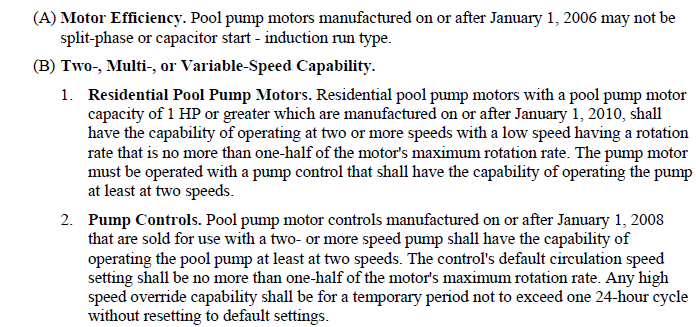 (A) Motor Efficiency. Pool pump motors manufactured on or after January 1, 2006 may not be
split-phase or capacitor start - induction run type.
(B) Two-, Multi-, or Variable-Speed Capability.
1. Residential Pool Pump Motors. Residential pool pump motors with a pool pump motor
capacity of 1 HP or greater which are manufactured on or after January 1, 2010, shall
have the capability of operating at two or more speeds with a low speed having a rotation
rate that is no more than one-half of the motor's maximum rotation rate. The pump motor
must be operated with a pump control that shall have the capability of operating the pump
at least at two speeds.
2. Pump Controls. Pool pump motor controls manufactured on or after January 1, 2008
that are sold for use with a two- or more speed pump shall have the capability of
operating the pool pump at least at two speeds. The control's default circulation speed
setting shall be no more than one-half of the motor's maximum rotation rate. Any high
speed override capability shall be for a temporary period not to exceed one 24-hour cycle
without resetting to default settings.